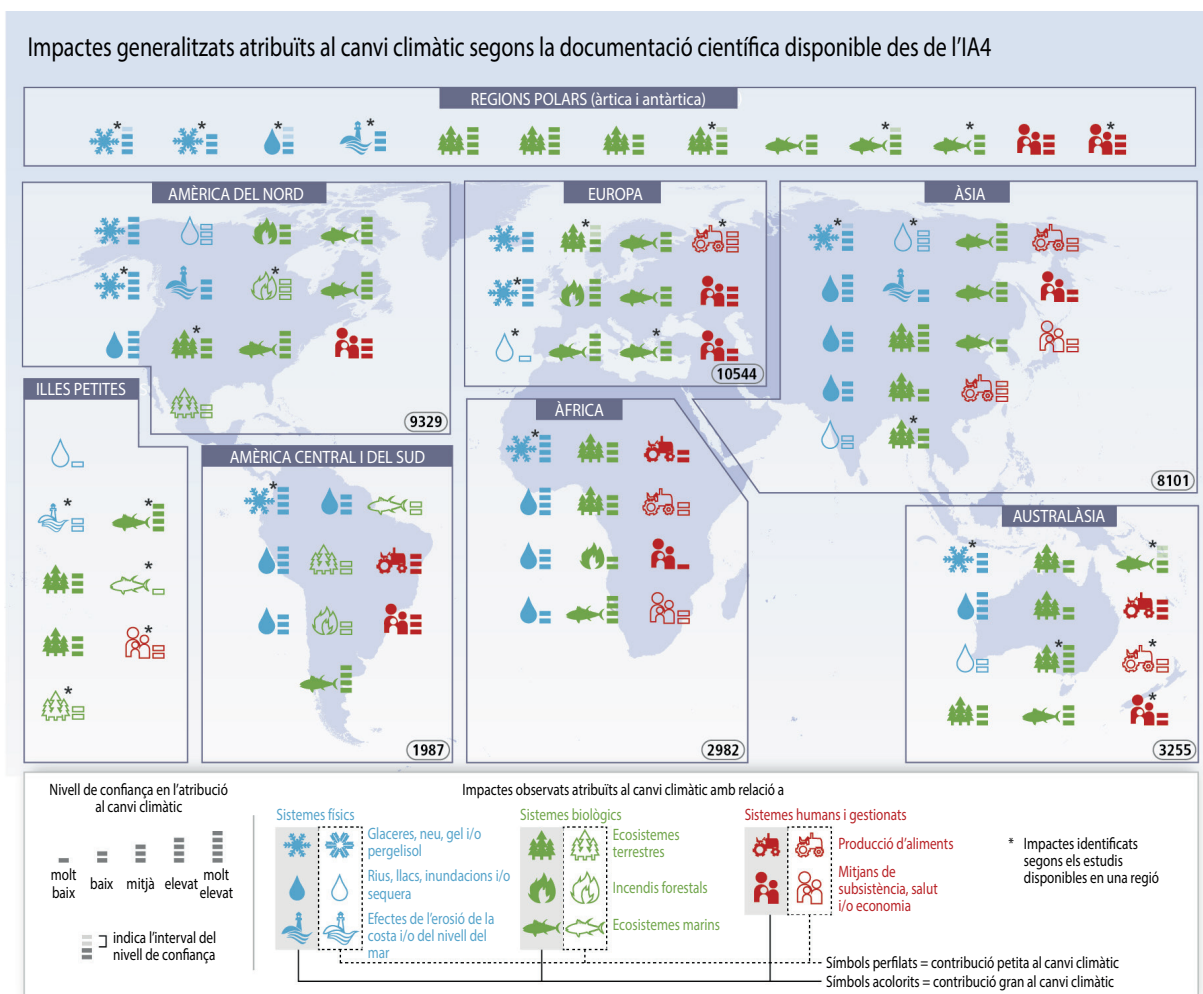 Impactes generalitzats atribuïts al canvi climàtic segons la documentació científica disponible des de l'IA4
REGIONS POLARS (àrtica i antàrtica)
* * * * * * * *
AMÈRICA DEL NORD
* * *
9329
EUROPA
* * * * *
10544
ÀSIA
* * * *
8101
ILLES PETITES
* * * * *
AMÈRICA CENTRAL I DEL SUD
*
1987
ÀFRICA
*
2982
AUSTRALÀSIA
* * * * *
3255
Nivell de confiança en l'atribució
al canvi climàtic
molt
baix
baix
mitjà
elevat
molt
elevat
indica l'interval del
nivell de confiança
Impactes observats atribuïts al canvi climàtic amb relació a
Sistemes físics
Glaceres, neu, gel i/o
pergelisol
Rius, llacs, inundacions i/o
sequera
Efectes de l'erosió de la
costa i/o del nivell del
mar
Sistemes biològics
Ecosistemes
terrestres
Incendis forestals
Ecosistemes marins
Sistemes humans i gestionats
Producció d'aliments
Mitjans de
subsistència, salut
i/o economia
* Impactes identificats
segons els estudis
disponibles en una regió
Símbols perfilats = contribució petita al canvi climàtic
Símbols acolorits = contribució gran al canvi climàtic